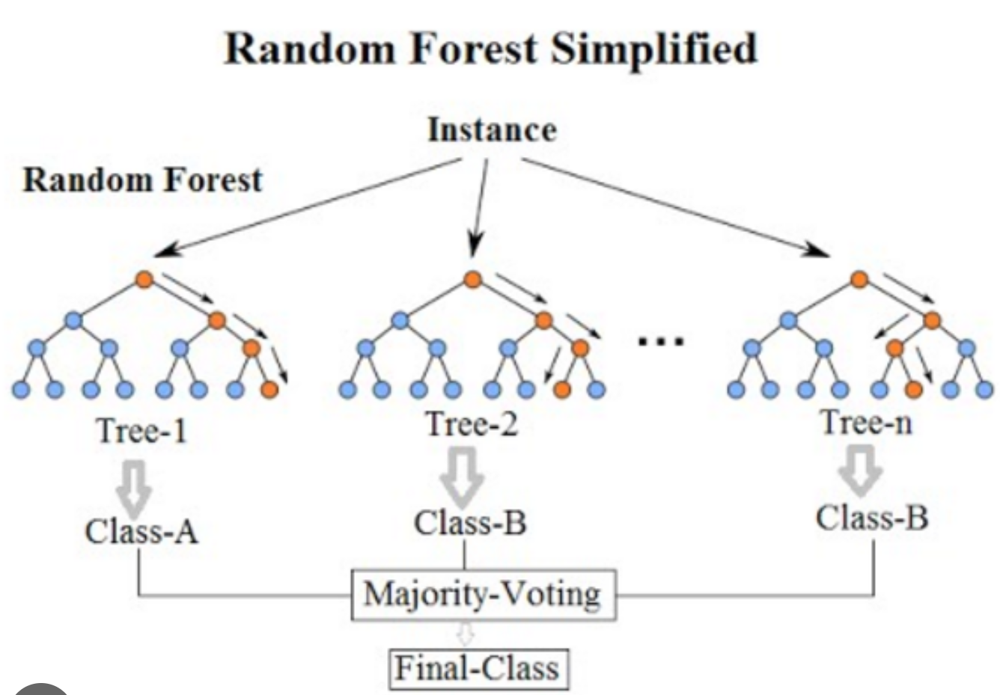 Random Forest Simplified
Instance
Random Forest
...
Tree-1
Tree-2
Tree-n
Class-A
Class-B
Class-B
Majority-Voting
Final-Class